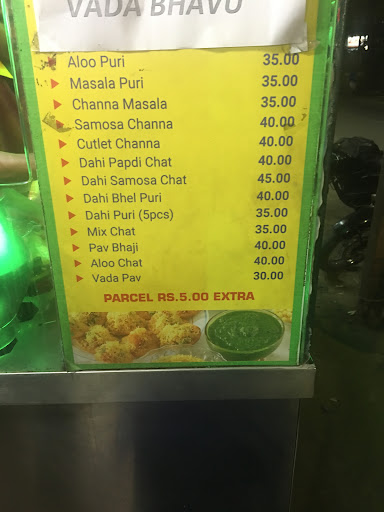 VADA BHAVU
Aloo Puri 35.00
Masala Puri 35.00
Channa Masala 35.00
Samosa Channa 40.00
Cutlet Channa 40.00
Dahi Papdi Chat 40.00
Dahi Samosa Chat 45.00
Dahi Bhel Puri 40.00
Dahi Puri (5pcs) 35.00
Mix Chat 35.00
Pav Bhaji 40.00
Aloo Chat 40.00
Vada Pav 30.00
PARCEL RS.5.00 EXTRA